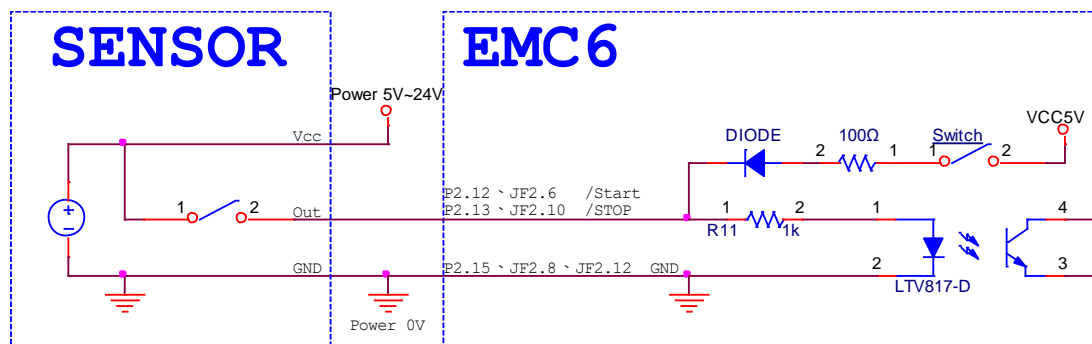 SENSOR
EMC6
Power 5V~24V
VCC5V
Vcc
DIODE
100Ω
Switch
2
1
1
2
P2.12、JF2.6 /Start
1
2
Out
P2.13、JF2.10 /STOP
1
2
1
4
R11
1k
+
−
GND
P2.15、JF2.8、JF2.12 GND
2
3
LTV817-D
Power 0V